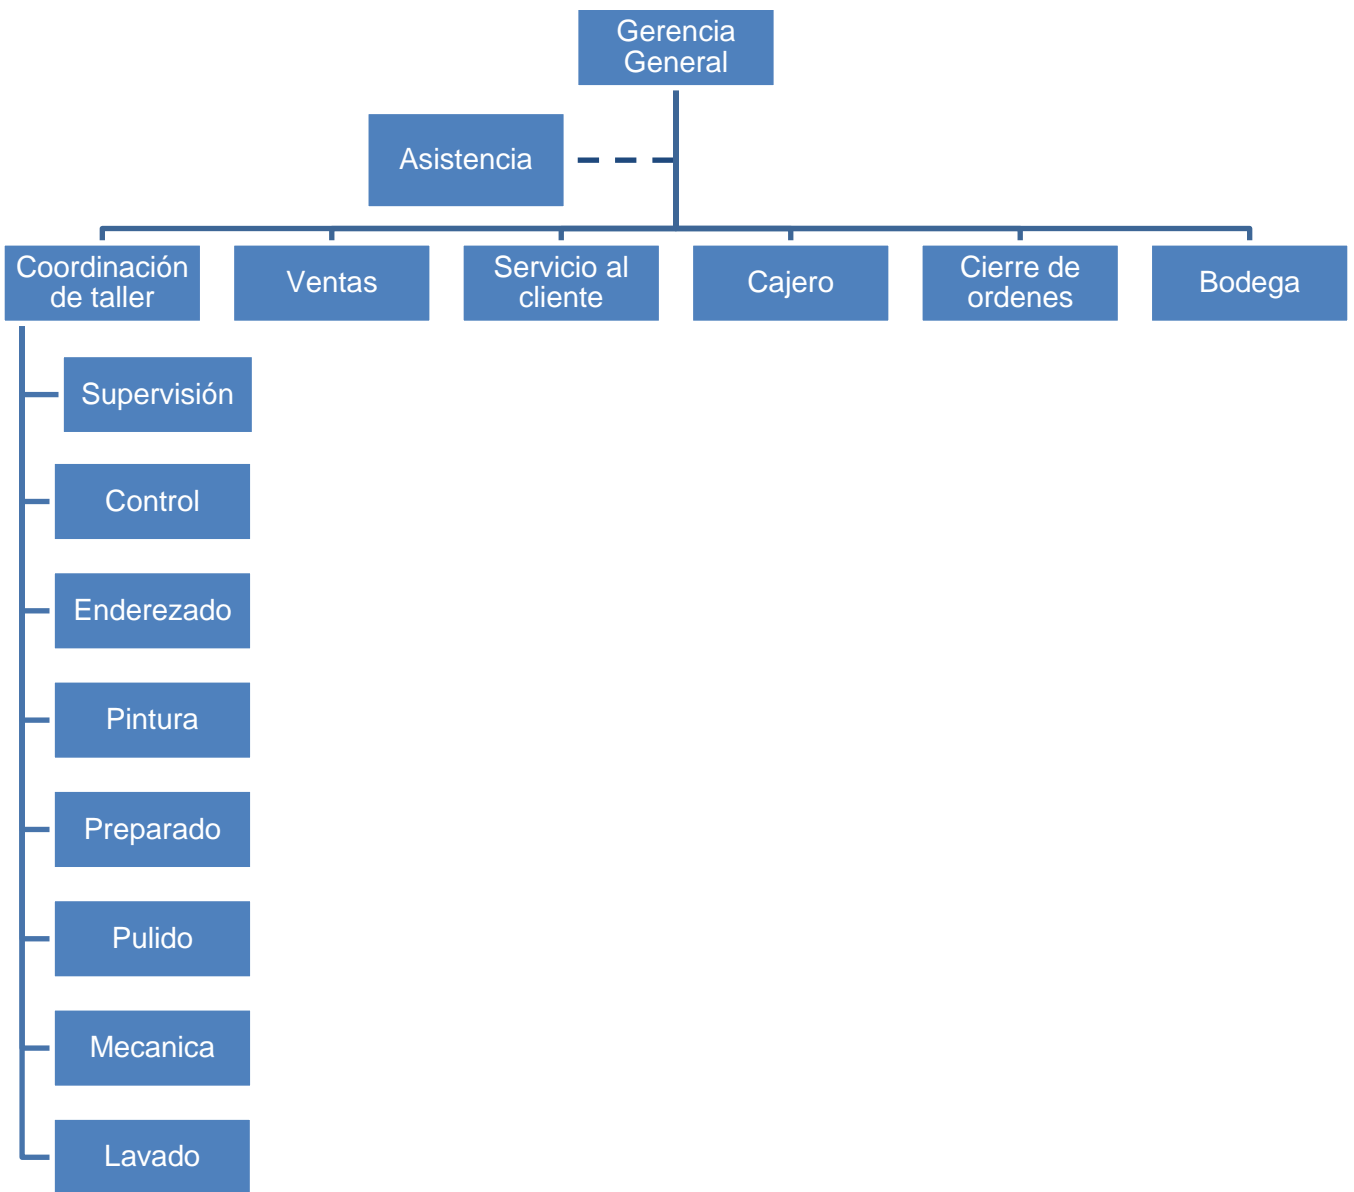 Gerencia
General
Asistencia
Coordinación
de taller
Ventas
Servicio al
cliente
Cajero
Cierre de
ordenes
Bodega
Supervisión
Control
Enderezado
Pintura
Preparado
Pulido
Mecanica
Lavado